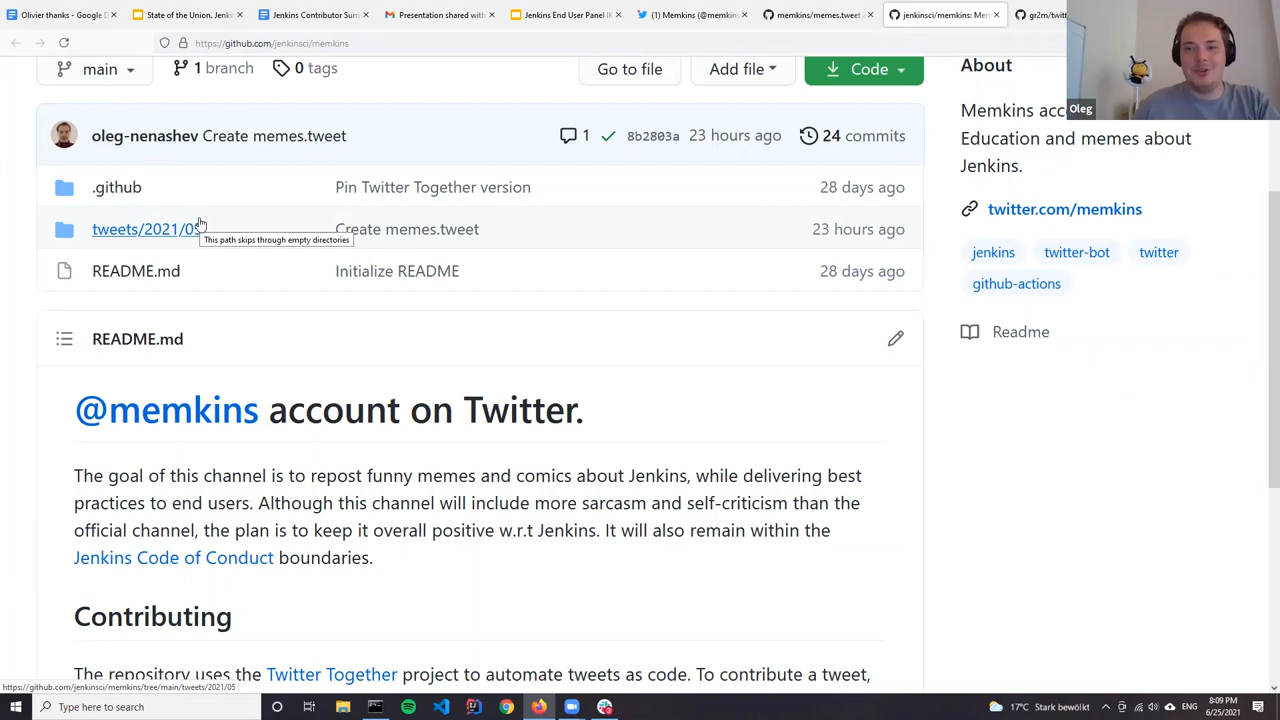 Olivier thanks - Google D
State of the Union. Jenkin
Jenkins Contributor Sum
Presentation shared with
Jenkins End User Panel IK
(1) Memkins (@memkin
memkins/memes.tweet a
jenkinsci/memkins: Mem
gr2m/twitt
https://github.com/jenkinsci/memkins
main
1 branch
0 tags
Go to file
Add file
Code
oleg-nenashev Create memes.tweet
1
8b2803a 23 hours ago
24 commits
.github
Pin Twitter Together version
28 days ago
tweets/2021/05
Create memes.tweet
23 hours ago
This path skips through empty directories
README.md
Initialize README
28 days ago
README.md
@memkins account on Twitter.
The goal of this channel is to repost funny memes and comics about Jenkins, while delivering best
practices to end users. Although this channel will include more sarcasm and self-criticism than the
official channel, the plan is to keep it overall positive w.r.t Jenkins. It will also remain within the
Jenkins Code of Conduct boundaries.
Contributing
The repository uses the Twitter Together project to automate tweets as code. To contribute a tweet,
About
Memkins acc
Education and memes about
Jenkins.
twitter.com/memkins
jenkins
twitter-bot
twitter
github-actions
Readme
Oleg
https://github.com/jenkinsci/memkins/tree/main/tweets/2021/05
Type here to search
17°C Stark bewölkt
ENG
8:09 PM
6/25/2021